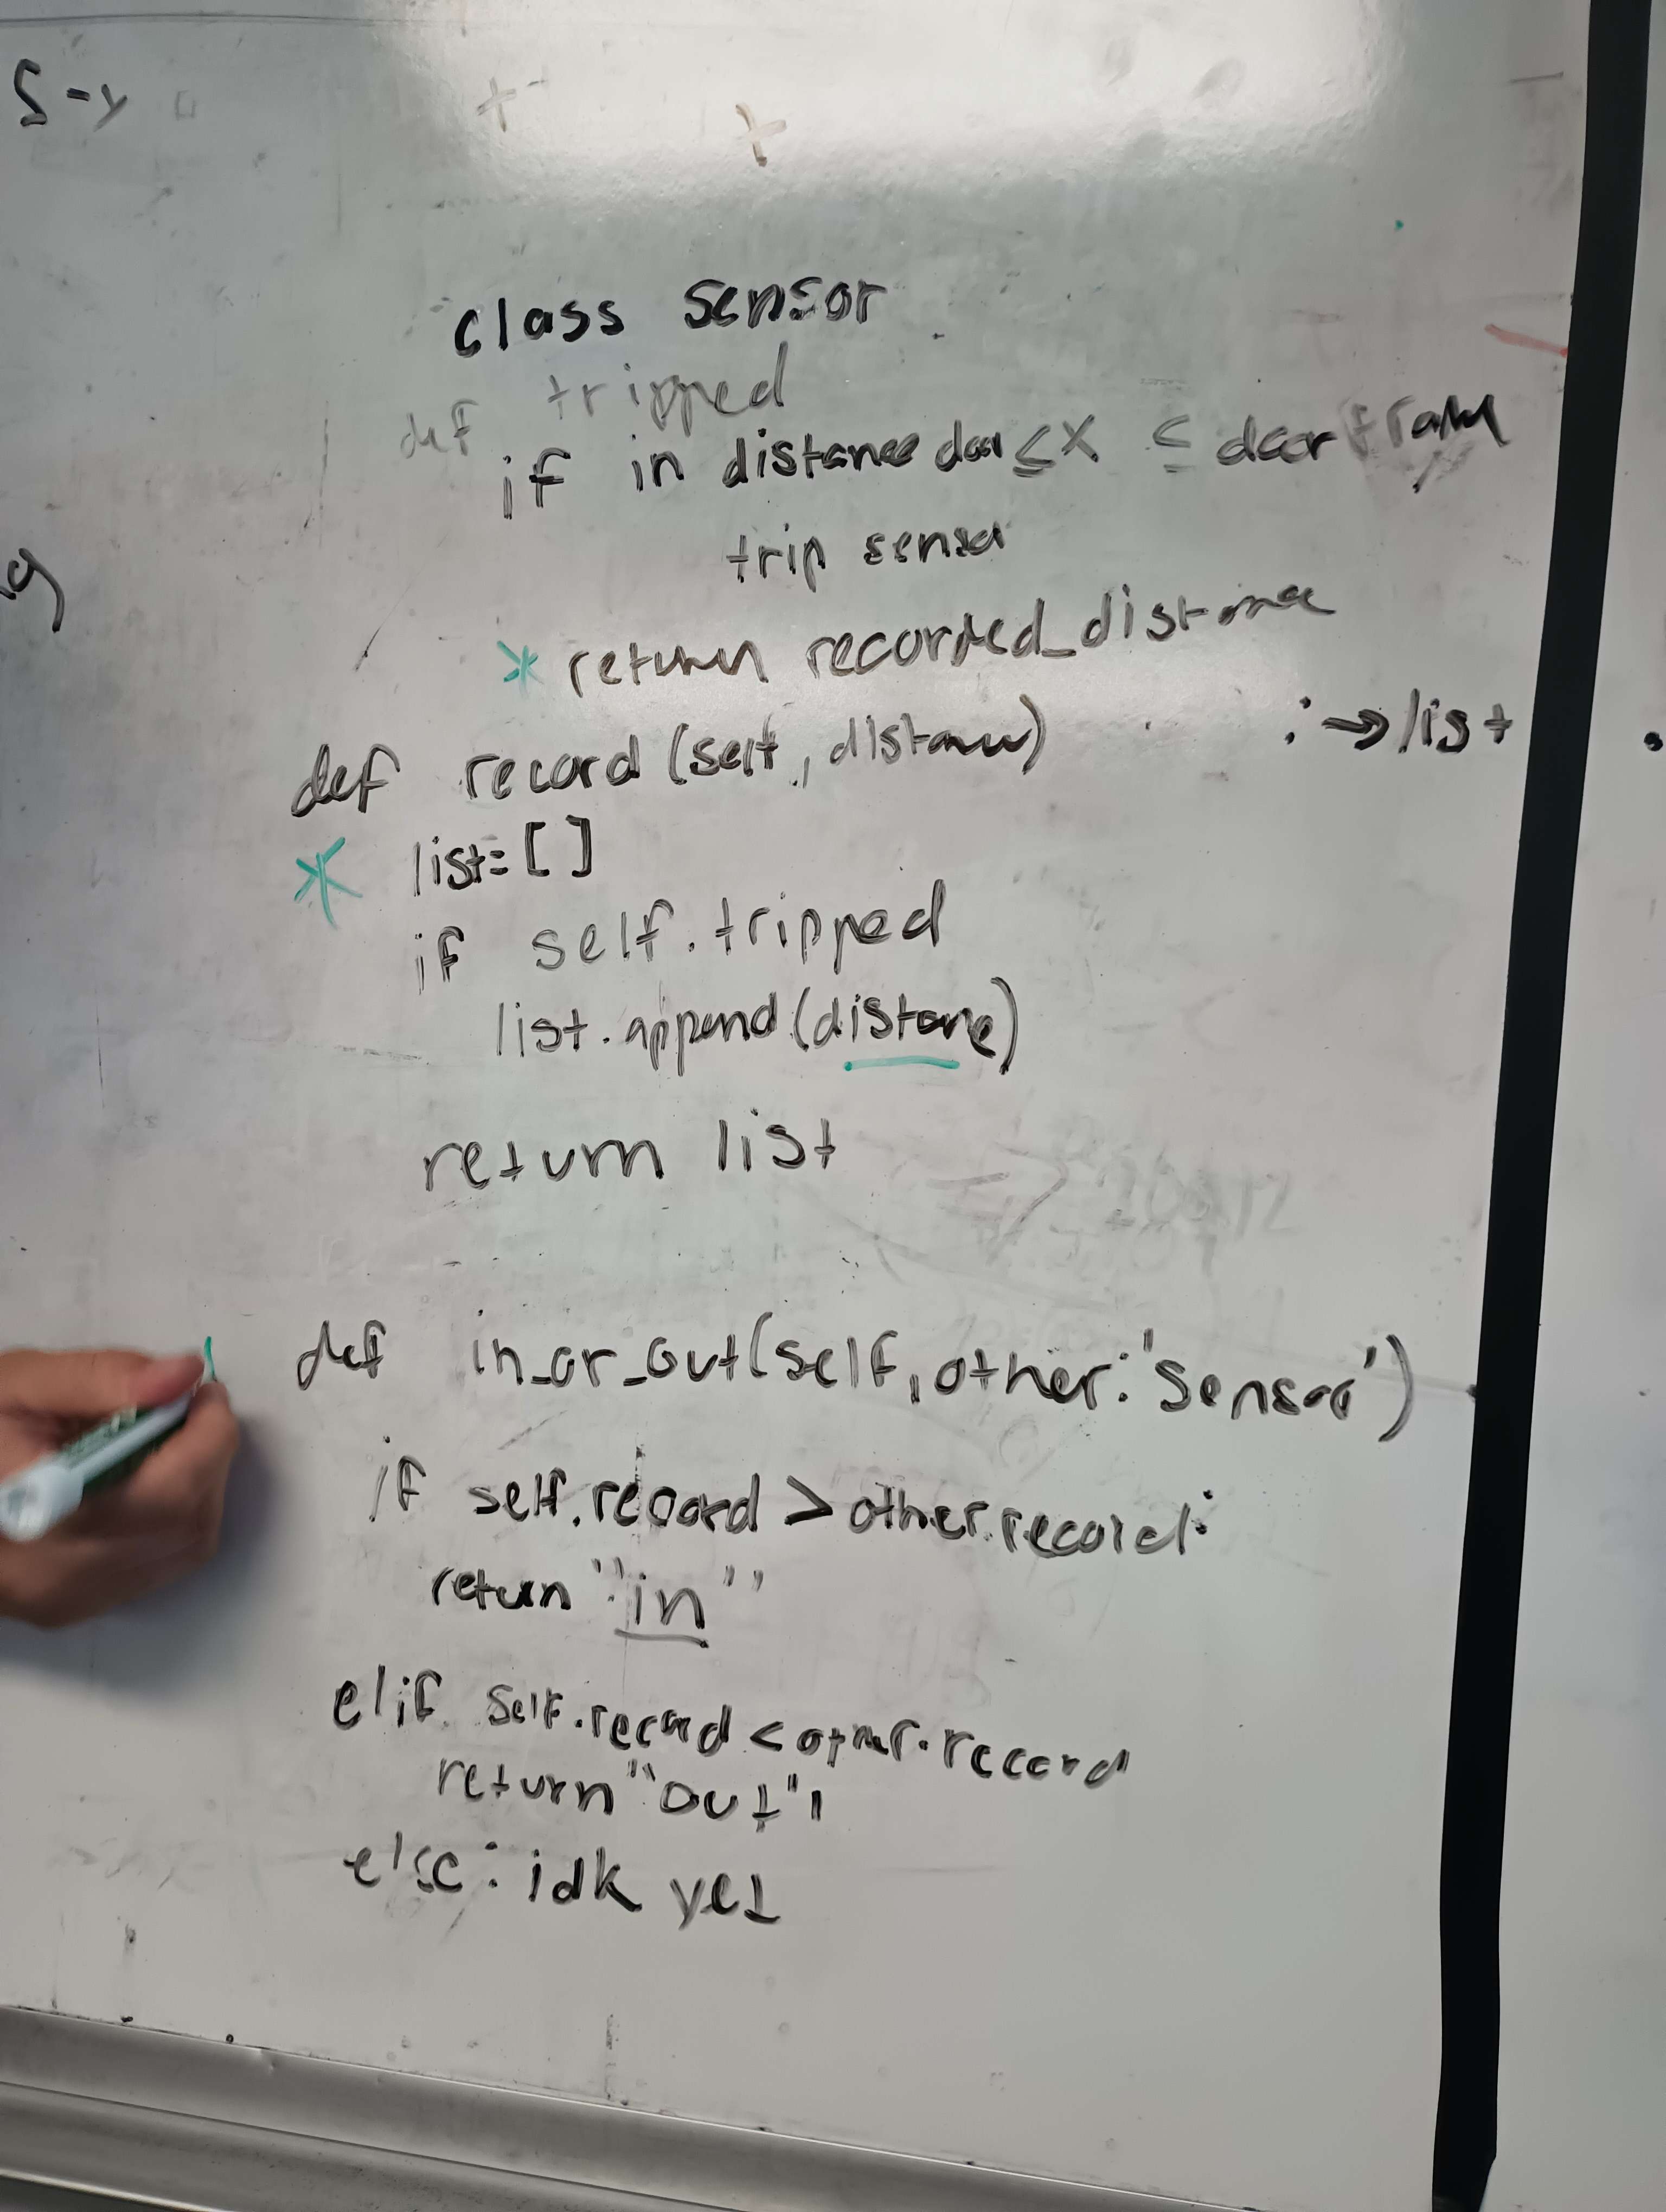 S-y
g
class sensor
def tripped
if in distance door ≤ x ≤ door frame
trip sensor
* return recorded_distance
def record (self, distance) : → list
* list=[]
if self.tripped
list.append(distane)
return list
def in_or_out(self, other: 'sensor')
if self.record > other.record:
return "in"
elif self.record < other.record
return "out"
else: idk yet